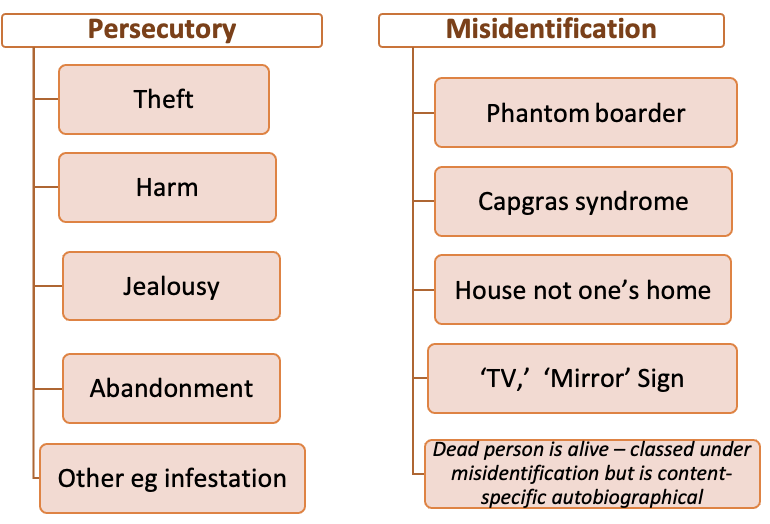 Persecutory
Theft
Harm
Jealousy
Abandonment
Other eg infestation
Misidentification
Phantom boarder
Capgras syndrome
House not one’s home
‘TV,’ ‘Mirror’ Sign
Dead person is alive – classed under
misidentification but is content-
specific autobiographical